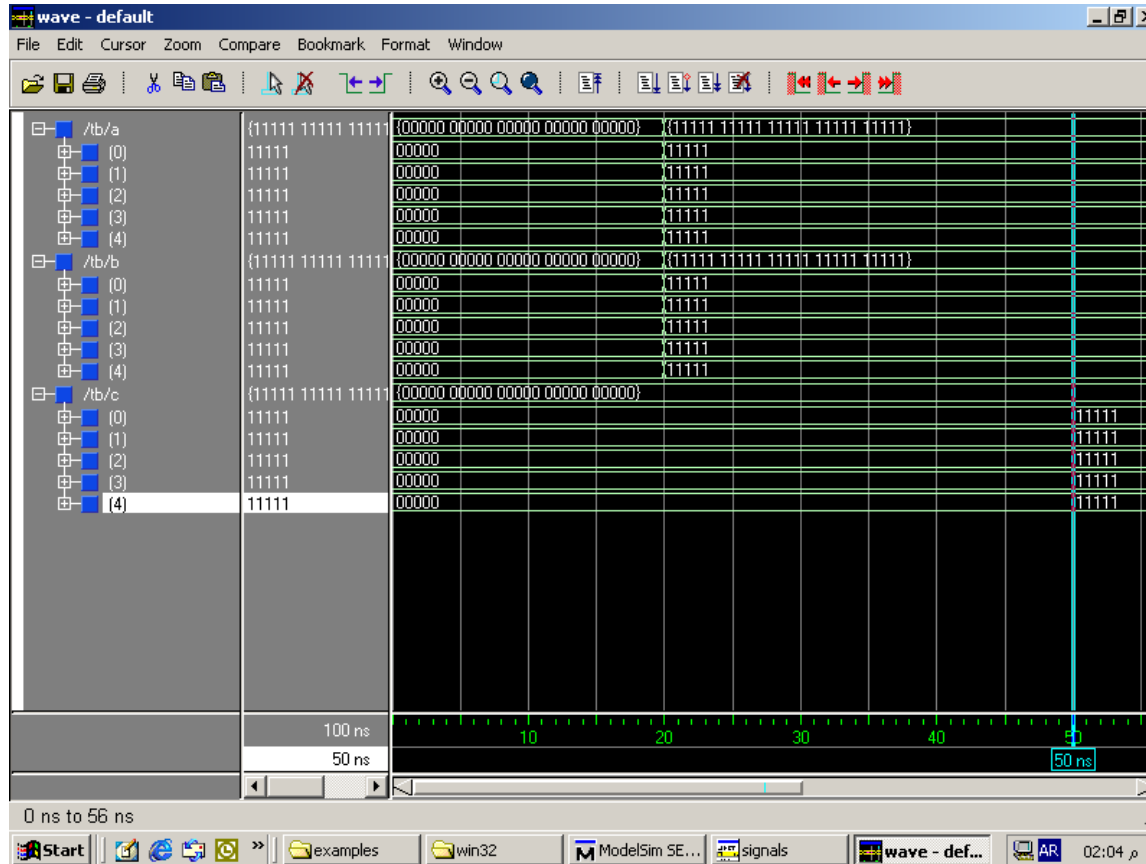 wave - default
File Edit Cursor Zoom Compare Bookmark Format Window
/tb/a {11111 11111 11111 {00000 00000 00000 00000 00000} {11111 11111 11111 11111 11111}
(0) 11111 00000 11111
(1) 11111 00000 11111
(2) 11111 00000 11111
(3) 11111 00000 11111
(4) 11111 00000 11111
/tb/b {11111 11111 11111 {00000 00000 00000 00000 00000} {11111 11111 11111 11111 11111}
(0) 11111 00000 11111
(1) 11111 00000 11111
(2) 11111 00000 11111
(3) 11111 00000 11111
(4) 11111 00000 11111
/tb/c {11111 11111 11111 {00000 00000 00000 00000 00000}
(0) 11111 00000 11111
(1) 11111 00000 11111
(2) 11111 00000 11111
(3) 11111 00000 11111
(4) 11111 00000 11111
100 ns 10 20 30 40 50
50 ns 50 ns
0 ns to 56 ns
Start » examples win32 ModelSim SE... signals wave - def... AR 02:04 م